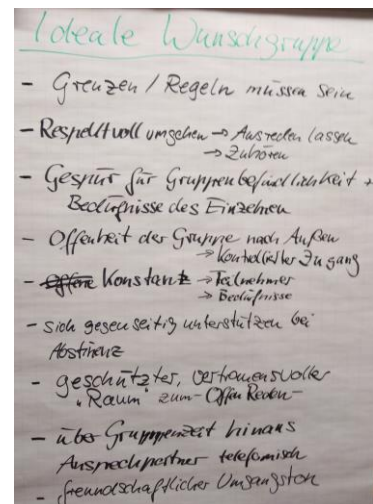 Ideale Wunschgruppe
- Grenzen / Regeln müssen sein
- Respektvoll umgehen → Ausreden lassen
→ Zuhören
- Gespür für Gruppenbefindlichkeit +
Bedürfnisse des Einzelnen
- Offenheit der Gruppe nach Außen
→ Kontrollierter Zugang
- offene Konstanz → Teilnehmer
→ Bedürfnisse
- sich gegenseitig unterstützen bei
Abstinenz
- geschützter, vertrauensvoller
"Raum" zum - Offen Reden -
- über Gruppenzeit hinaus
Ansprechpartner telefonisch
- freundschaftlicher Umgangston